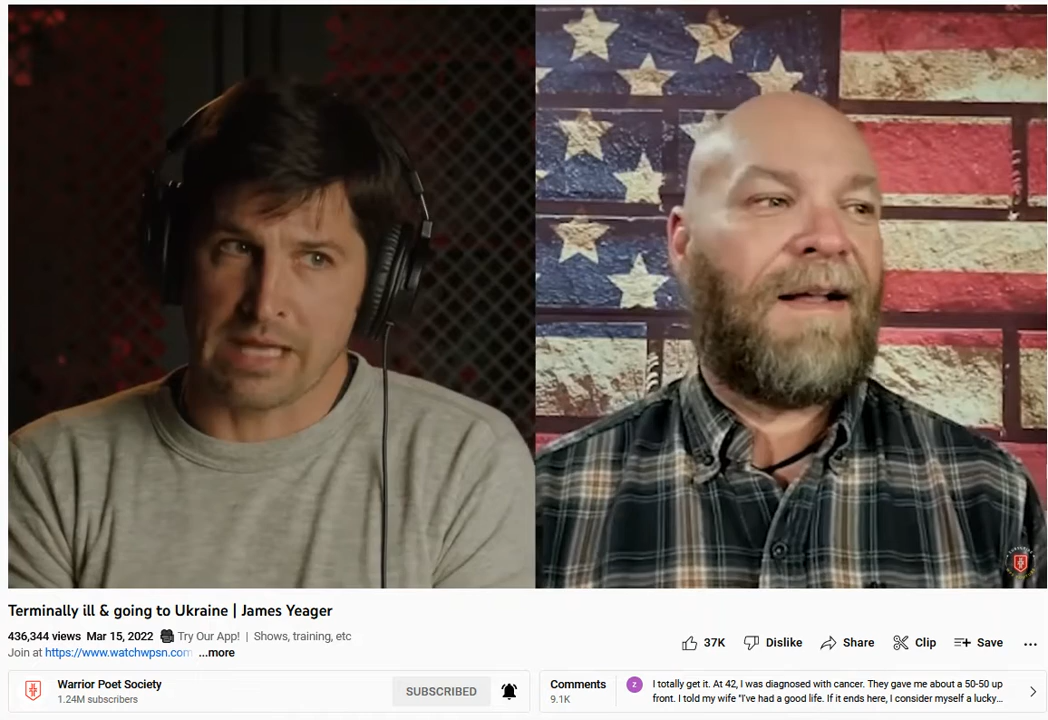 Terminally ill & going to Ukraine | James Yeager
436,344 views Mar 15, 2022 Try Our App! | Shows, training, etc
Join at https://www.watchwpsn.com ...more
37K Dislike Share Clip Save ...
Warrior Poet Society
1.24M subscribers
SUBSCRIBED
Comments
9.1K
z
I totally get it. At 42, I was diagnosed with cancer. They gave me about a 50-50 up
front. I told my wife "I've had a good life. If it ends here, I consider myself a lucky...